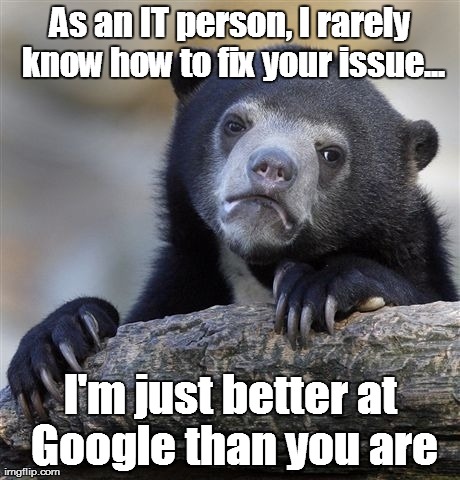 As an IT person, I rarely
know how to fix your issue...
I'm just better at
Google than you are
imgflip.com